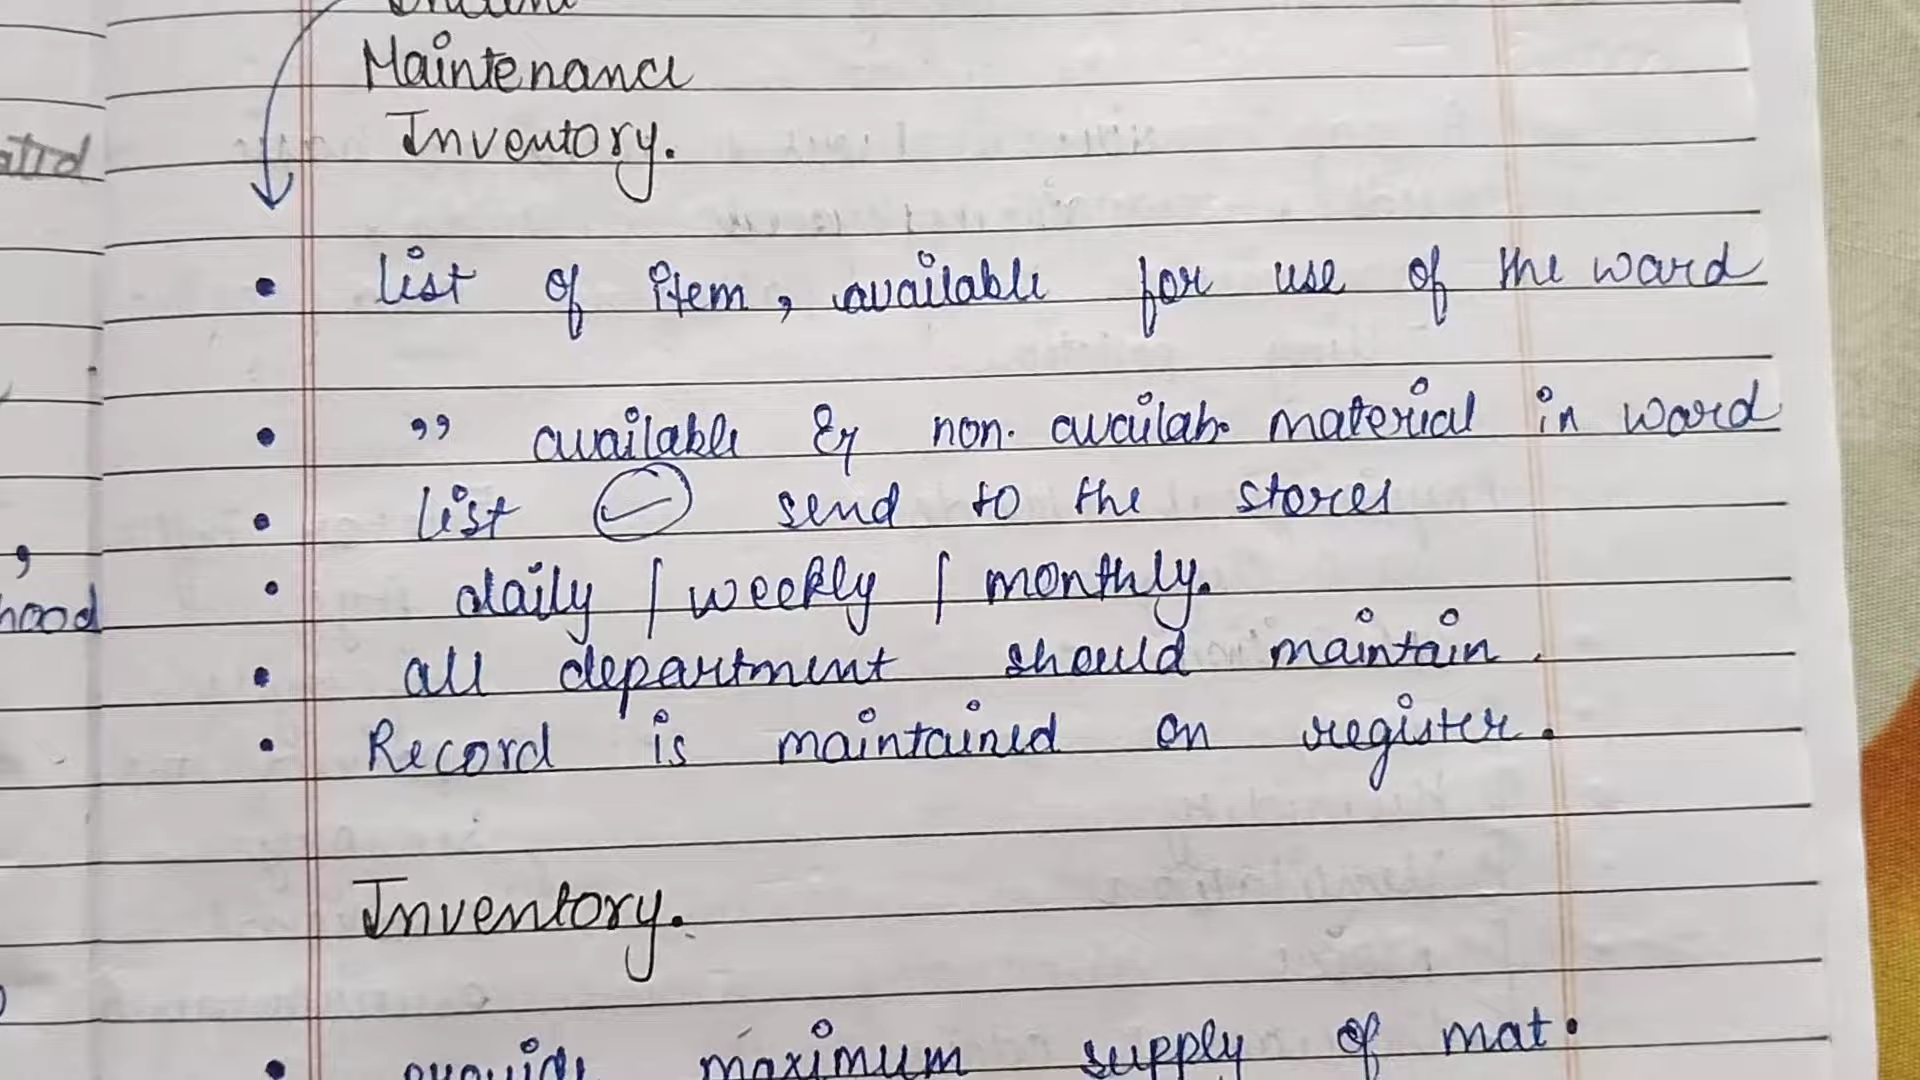 Maintenance
Inventory.
• list of item, available for use of the ward
• " available & non. availab. material in ward
• list send to the stores
• daily / weekly / monthly.
• all department should maintain.
• Record is maintained on register.
Inventory.
• provide maximum supply of mat.
,
hood